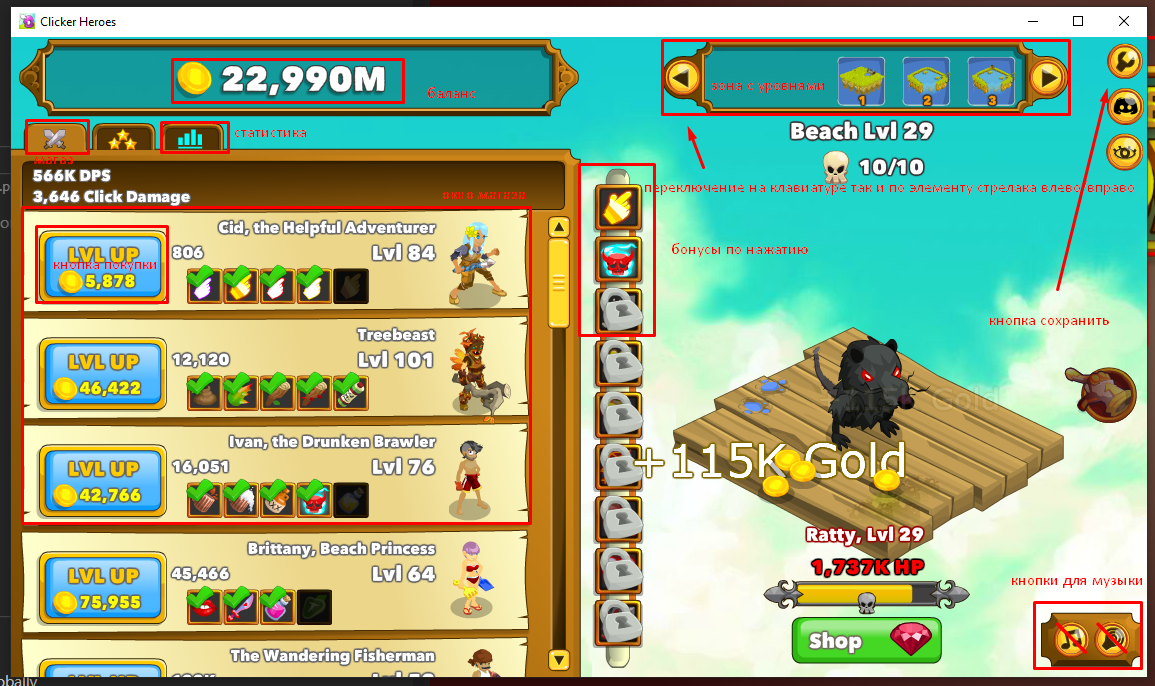 Clicker Heroes
22,990M
баланс
зона с уровнями
1
2
3
статистика
Beach Lvl 29
10/10
магаз
566K DPS
3,646 Click Damage
окно магаза
переключение на клавиатуре так и по элементу стрелака влево/вправо
Cid, the Helpful Adventurer
LVL UP
806
Lvl 84
кнопка покупки
5,878
бонусы по нажатию
кнопка сохранить
Treebeast
LVL UP
12,120
Lvl 101
46,422
Ivan, the Drunken Brawler
LVL UP
16,051
Lvl 76
42,766
+115K Gold
Gold
Ratty, Lvl 29
1,737K HP
Brittany, Beach Princess
LVL UP
45,466
Lvl 64
75,955
кнопки для музыки
Shop
The Wandering Fisherman
obally